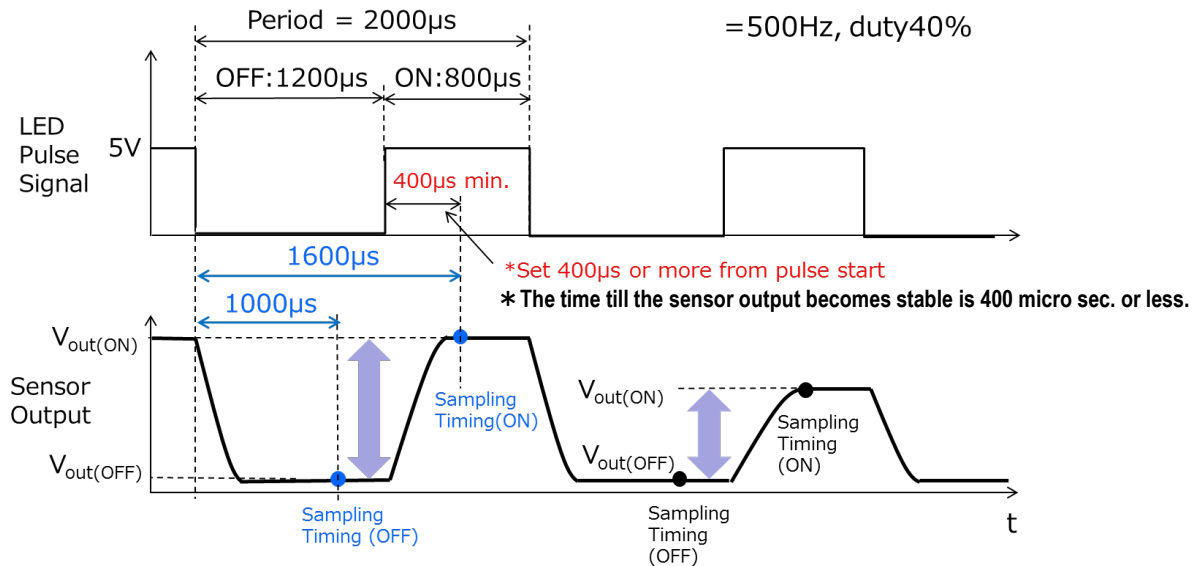 Period = 2000µs
=500Hz, duty40%
OFF:1200µs
ON:800µs
LED
Pulse
Signal
5V
400µs min.
1600µs
*Set 400µs or more from pulse start
1000µs
＊The time till the sensor output becomes stable is 400 micro sec. or less.
Vout(ON)
Sensor
Output
Sampling
Timing(ON)
Vout(ON)
Sampling
Timing
(ON)
Vout(OFF)
Vout(OFF)
Sampling
Timing (OFF)
Sampling
Timing
(OFF)
t